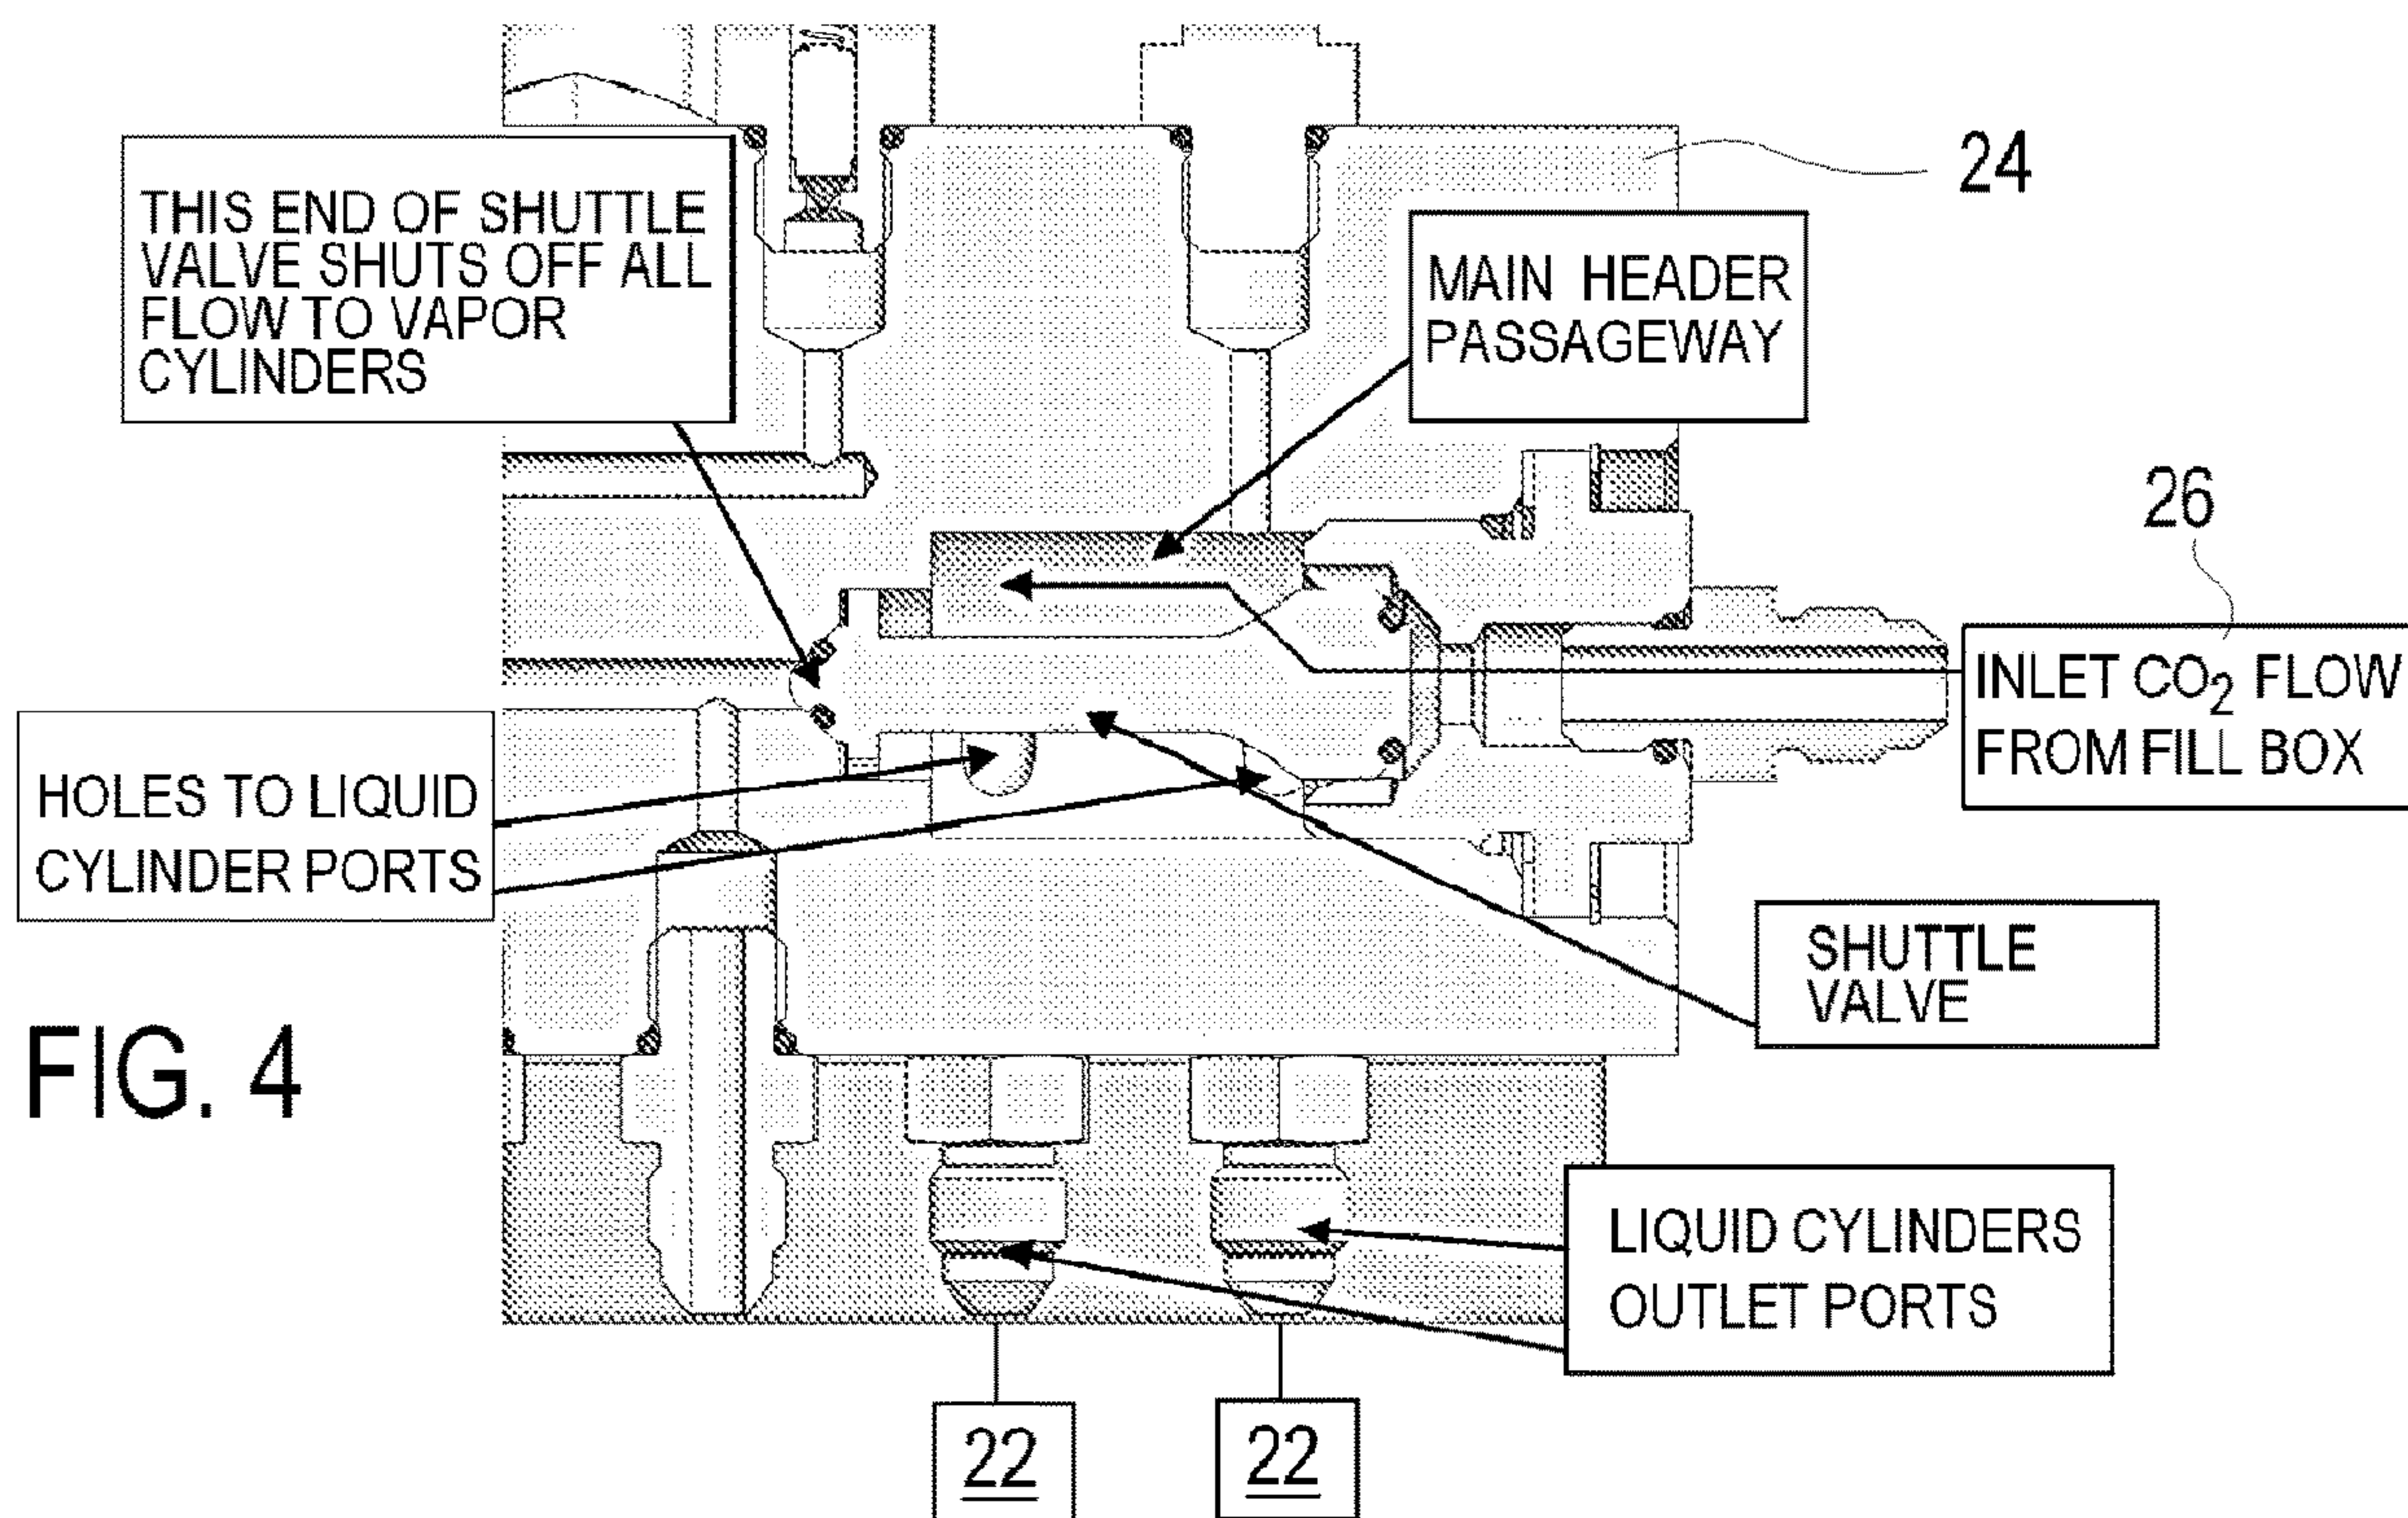 24
THIS END OF SHUTTLE
VALVE SHUTS OFF ALL
FLOW TO VAPOR
CYLINDERS
MAIN HEADER
PASSAGEWAY
26
INLET CO₂ FLOW
FROM FILL BOX
HOLES TO LIQUID
CYLINDER PORTS
SHUTTLE
VALVE
FIG. 4
LIQUID CYLINDERS
OUTLET PORTS
22
22